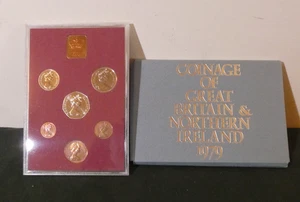 COINAGE
OF
GREAT
BRITAIN &
NORTHERN
IRELAND
1979